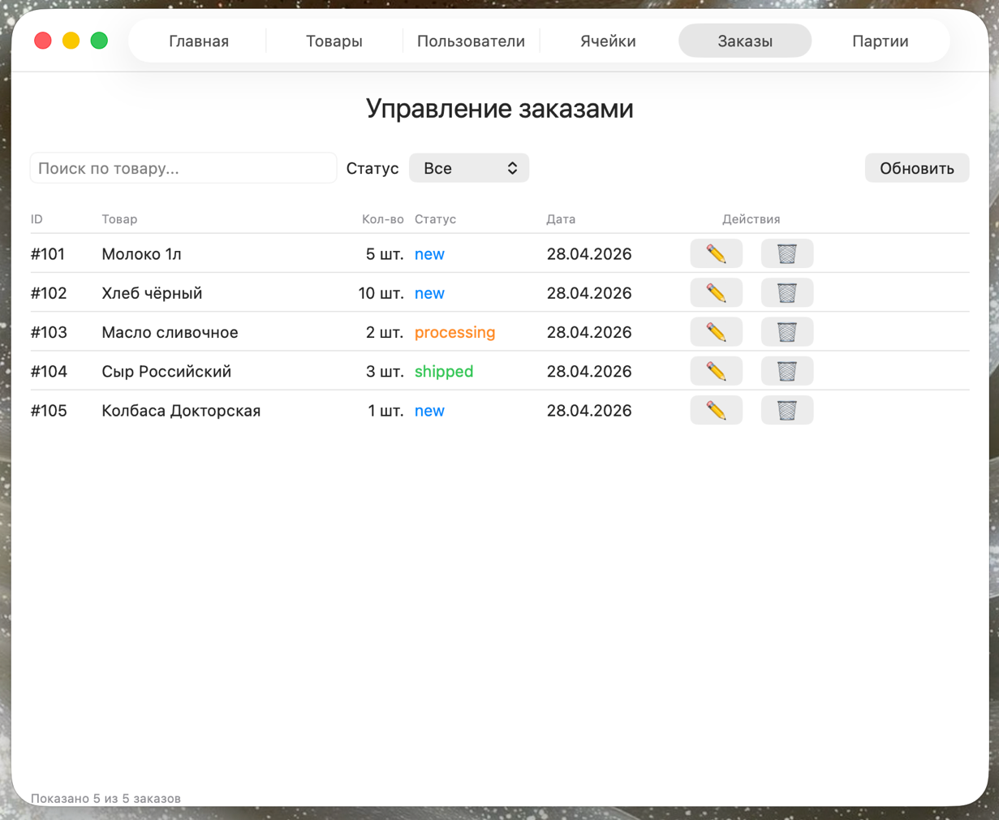 Главная Товары Пользователи Ячейки Заказы Партии
Управление заказами
Поиск по товару... Статус Все Обновить
ID Товар Кол-во Статус Дата Действия
#101 Молоко 1л 5 шт. new 28.04.2026
#102 Хлеб чёрный 10 шт. new 28.04.2026
#103 Масло сливочное 2 шт. processing 28.04.2026
#104 Сыр Российский 3 шт. shipped 28.04.2026
#105 Колбаса Докторская 1 шт. new 28.04.2026
Показано 5 из 5 заказов